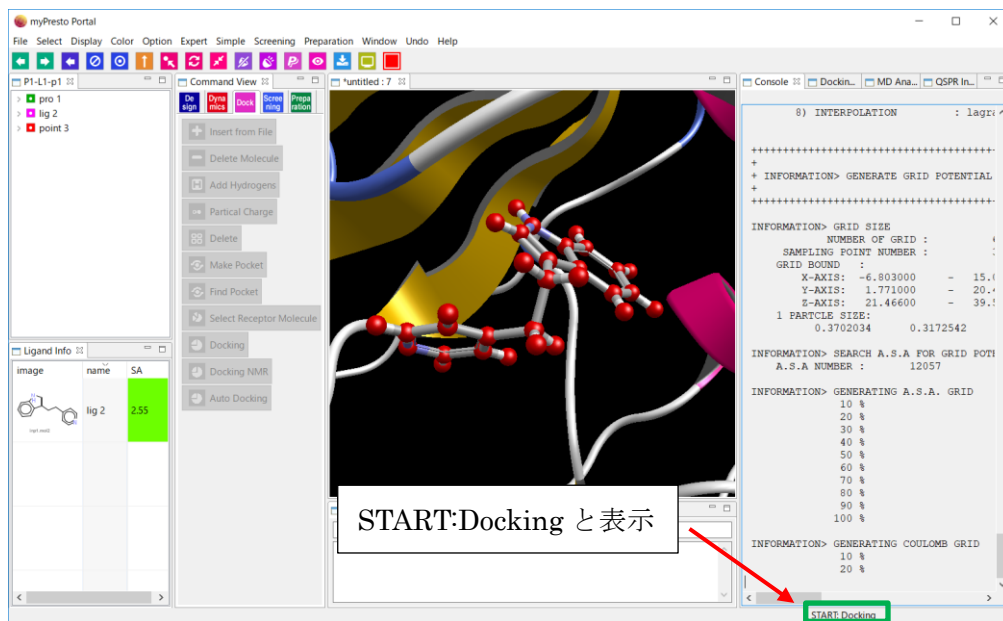 myPresto Portal
File Select Display Color Option Expert Simple Screening Preparation Window Undo Help
P1-L1-p1
pro 1
lig 2
point 3
Ligand Info
image name SA
lig 2 2.55
Command View
De sign
Dyna mics
Dock
Scree ning
Prepa ration
Insert from File
Delete Molecule
Add Hydrogens
Partical Charge
Delete
Make Pocket
Find Pocket
Select Receptor Molecule
Docking
Docking NMR
Auto Docking
*untitled : 7
START:Docking と表示
Console Dockin... MD Ana... QSPR In...
8) INTERPOLATION : lagra
+++++++++++++++++++++++++++++++++++++++
+
+ INFORMATION> GENERATE GRID POTENTIAL
+
+++++++++++++++++++++++++++++++++++++++
INFORMATION> GRID SIZE
NUMBER OF GRID :
SAMPLING POINT NUMBER :
GRID BOUND :
X-AXIS: -6.803000 - 15.
Y-AXIS: 1.771000 - 20.
Z-AXIS: 21.46600 - 39.
1 PARTCLE SIZE:
0.3702034 0.3172542
INFORMATION> SEARCH A.S.A FOR GRID POTE
A.S.A NUMBER : 12057
INFORMATION> GENERATING A.S.A. GRID
10 %
20 %
30 %
40 %
50 %
60 %
70 %
80 %
90 %
100 %
INFORMATION> GENERATING COULOMB GRID
10 %
20 %
START: Docking